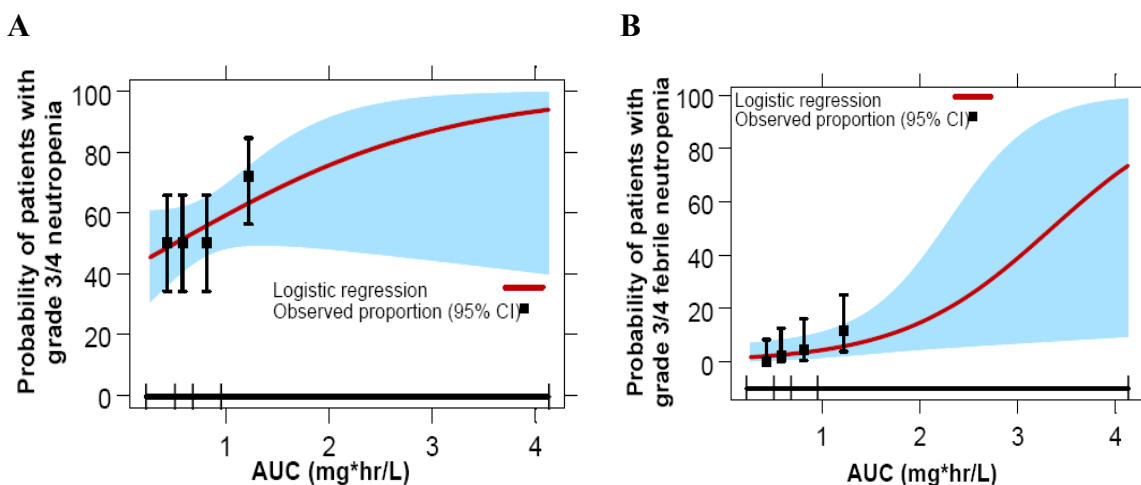 A
Probability of patients with
grade 3/4 neutropenia
100
80
60
40
20
0
Logistic regression
Observed proportion (95% CI)
1 2 3 4
AUC (mg*hr/L)
B
Probability of patients with
grade 3/4 febrile neutropenia
100
80
60
40
20
0
Logistic regression
Observed proportion (95% CI)
1 2 3 4
AUC (mg*hr/L)